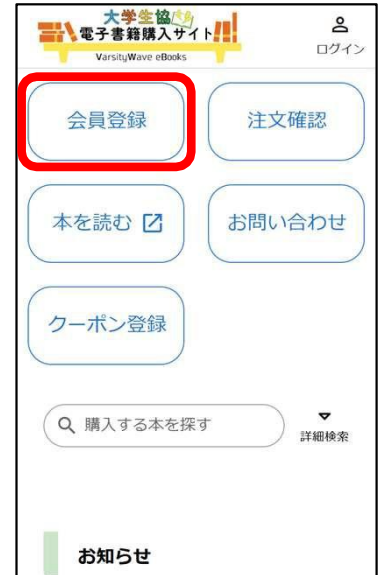 大学生協
電子書籍購入サイト
VarsityWave eBooks
ログイン
会員登録
注文確認
本を読む
お問い合わせ
クーポン登録
購入する本を探す
詳細検索
お知らせ